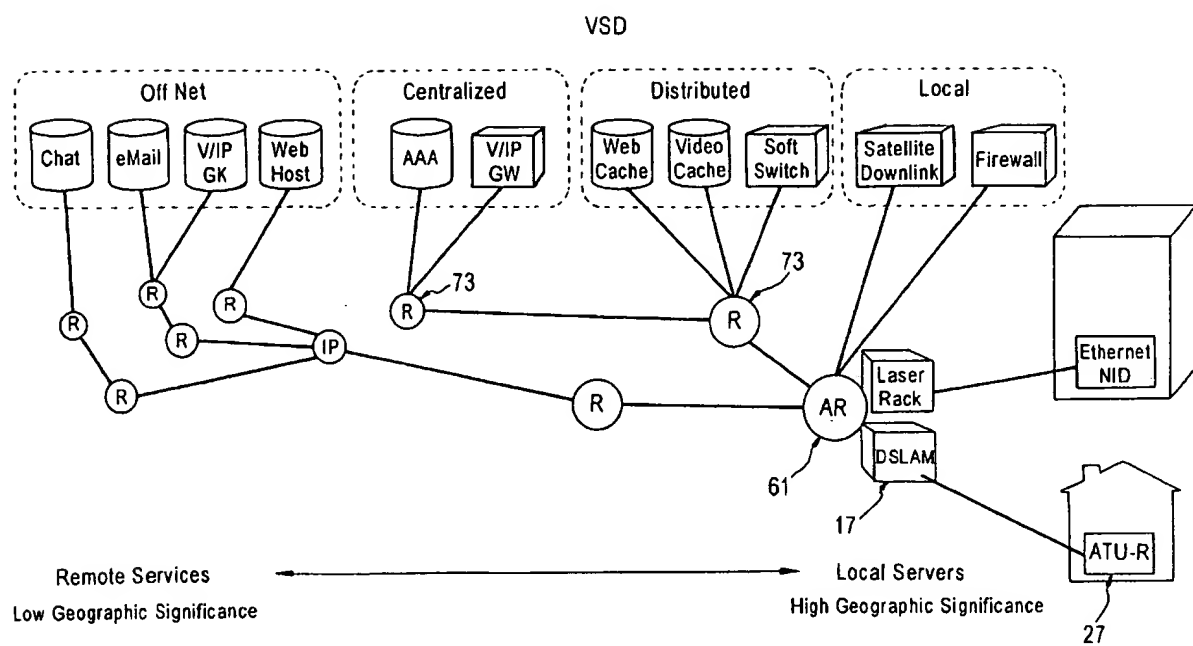 VSD
Off Net
Centralized
Distributed
Local
Chat
eMail
V/IP
GK
Web
Host
AAA
V/IP
GW
Web
Cache
Video
Cache
Soft
Switch
Satellite
Downlink
Firewall
73
73
R
R
R
R
R
IP
R
R
R
AR
Laser
Rack
Ethernet
NID
DSLAM
61
17
ATU-R
27
Remote Services
Low Geographic Significance
Local Servers
High Geographic Significance